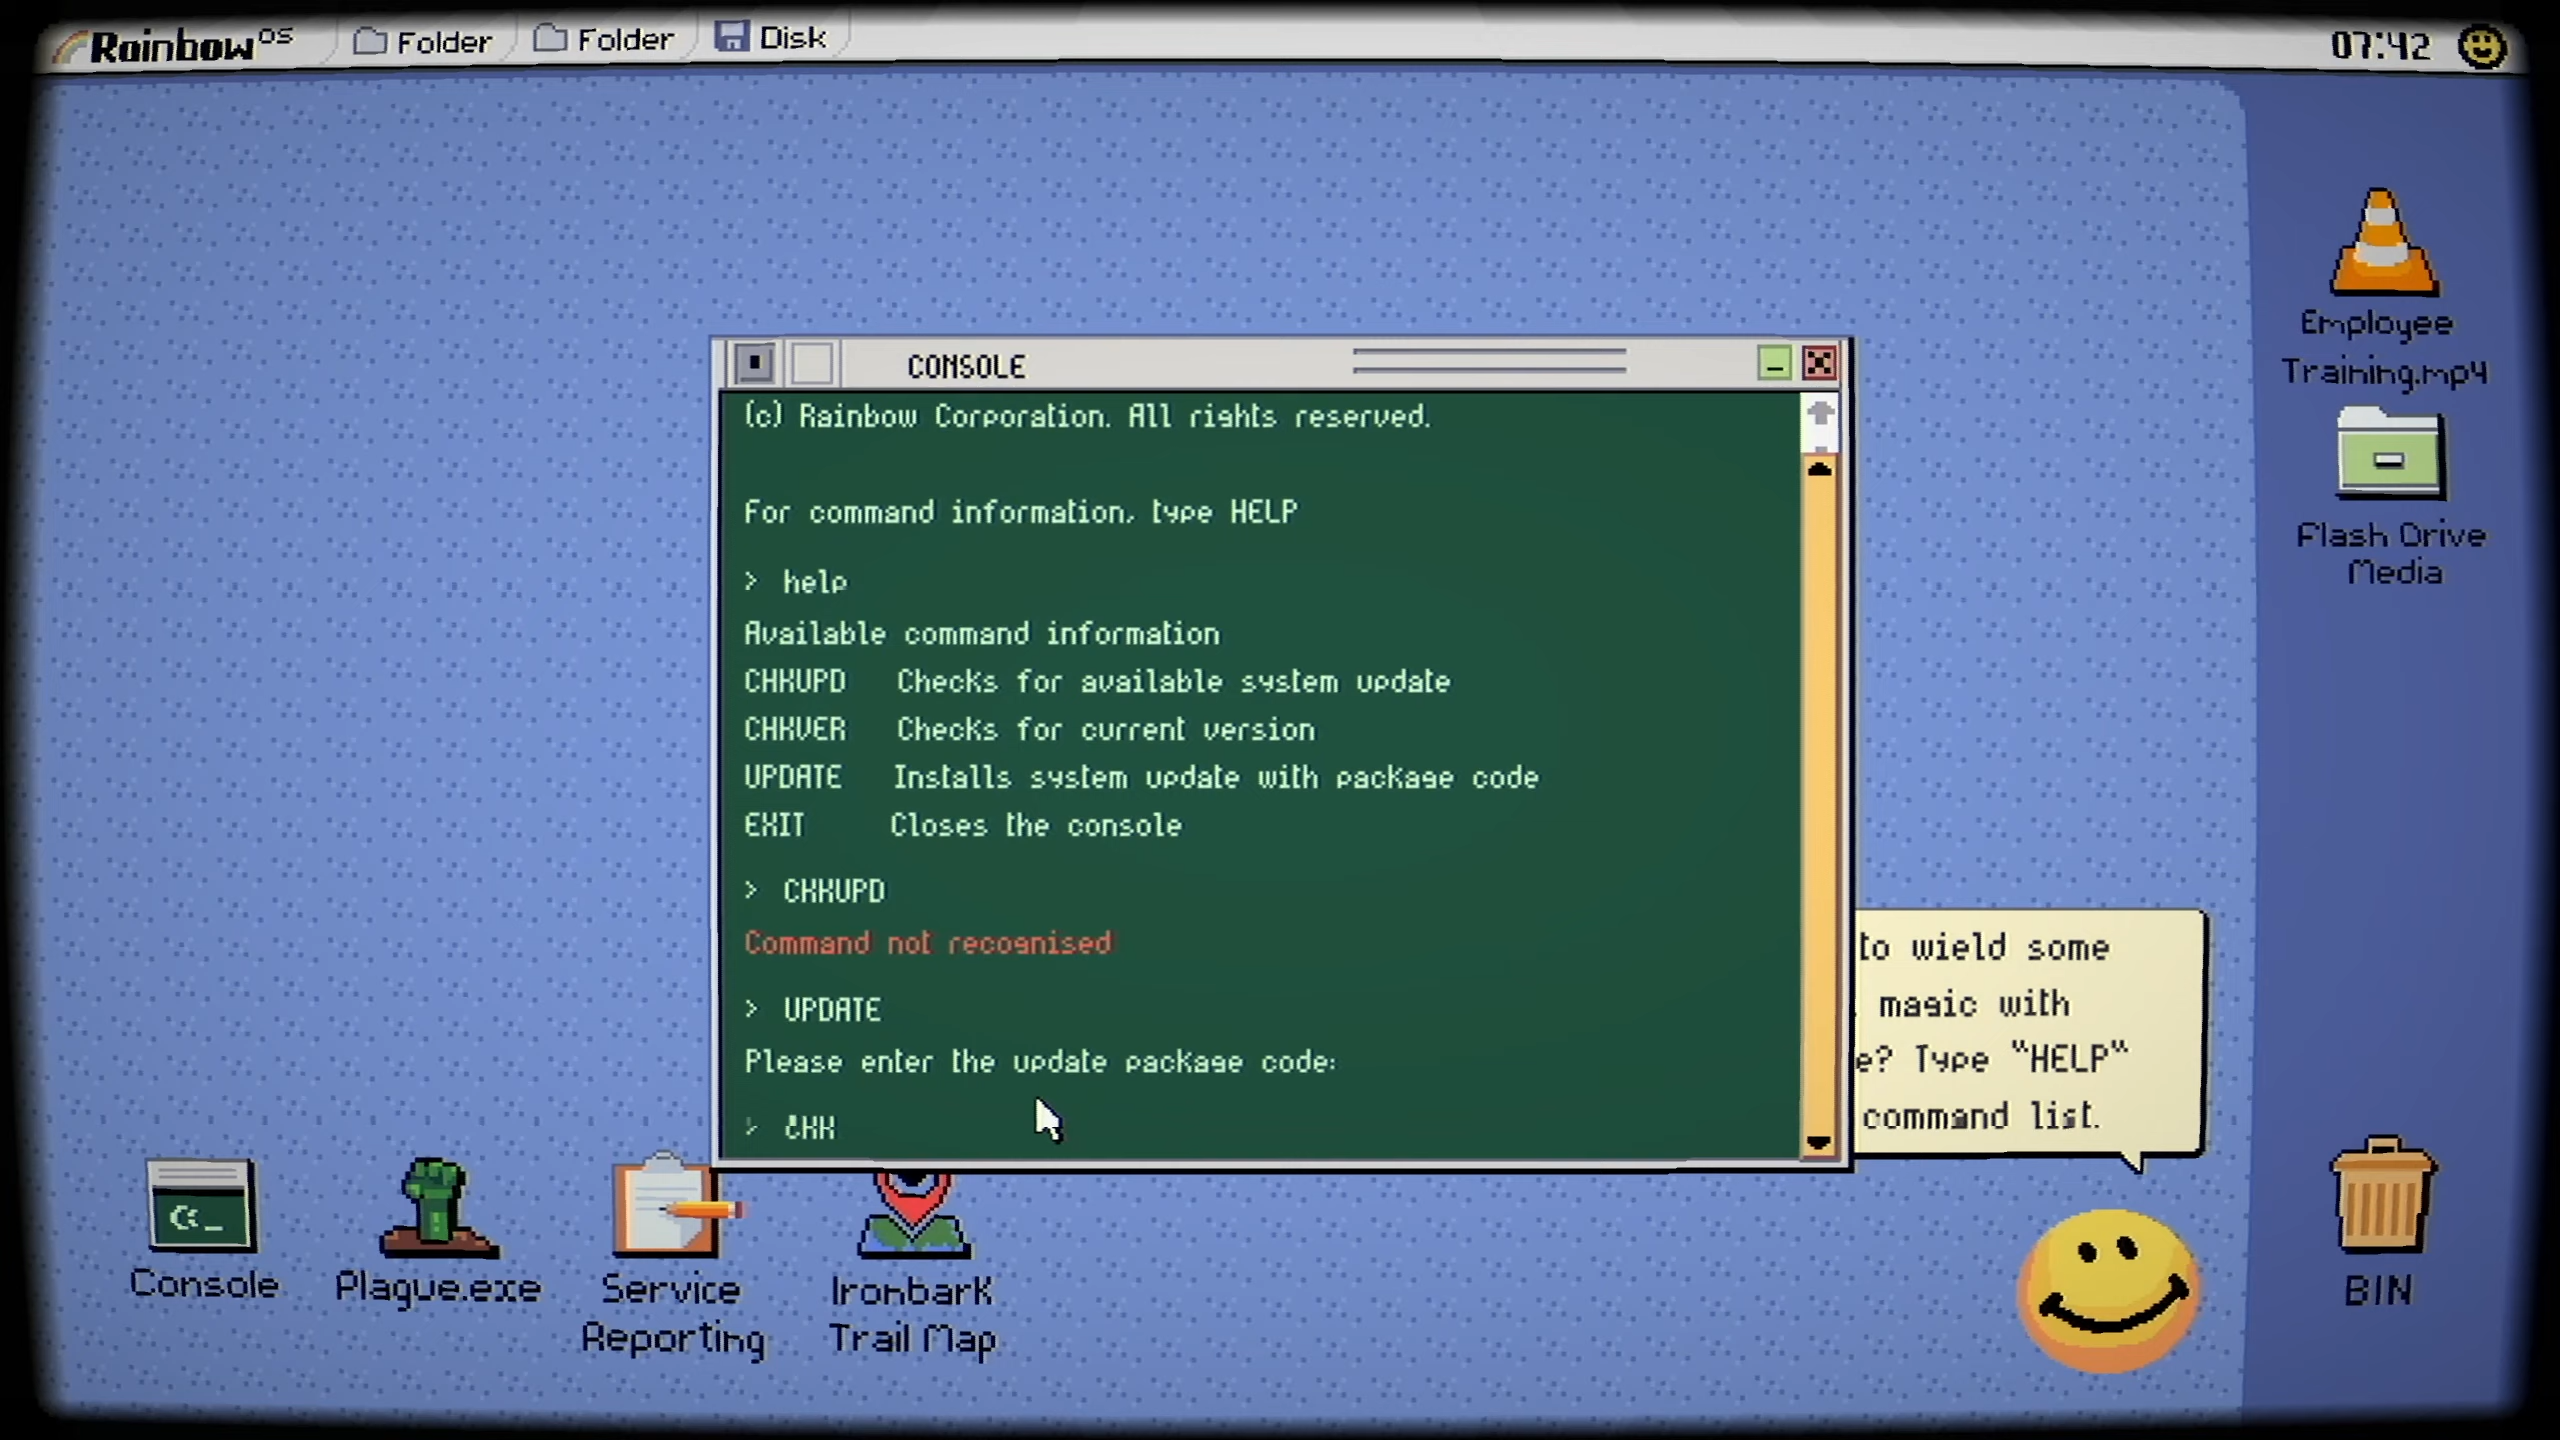 Rainbow OS
Folder
Folder
Disk
07:42
Employee
Training.mp4
Flash Drive
Media
CONSOLE
(c) Rainbow Corporation. All rights reserved.
For command information, type HELP
> help
Available command information
CHKUPD Checks for available system update
CHKVER Checks for current version
UPDATE Installs system update with package code
EXIT Closes the console
> CKKUPD
Command not recognised
> UPDATE
Please enter the update package code:
> CKK
to wield some
magic with
e? Type "HELP"
command list.
C:_
Console
Plague.exe
Service
Reporting
Ironbark
Trail Map
BIN